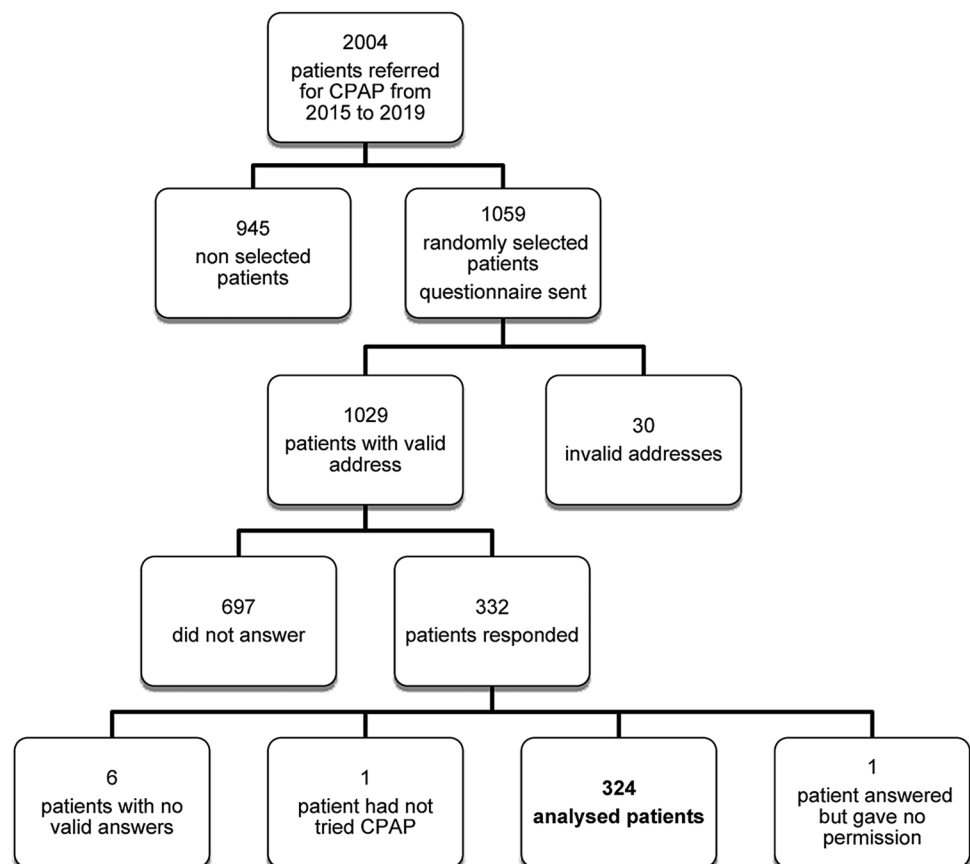 2004
patients referred
for CPAP from
2015 to 2019
945
non selected
patients
1059
randomly selected
patients
questionnaire sent
1029
patients with valid
address
30
invalid addresses
697
did not answer
332
patients responded
6
patients with no
valid answers
1
patient had not
tried CPAP
324
analysed patients
1
patient answered
but gave no
permission